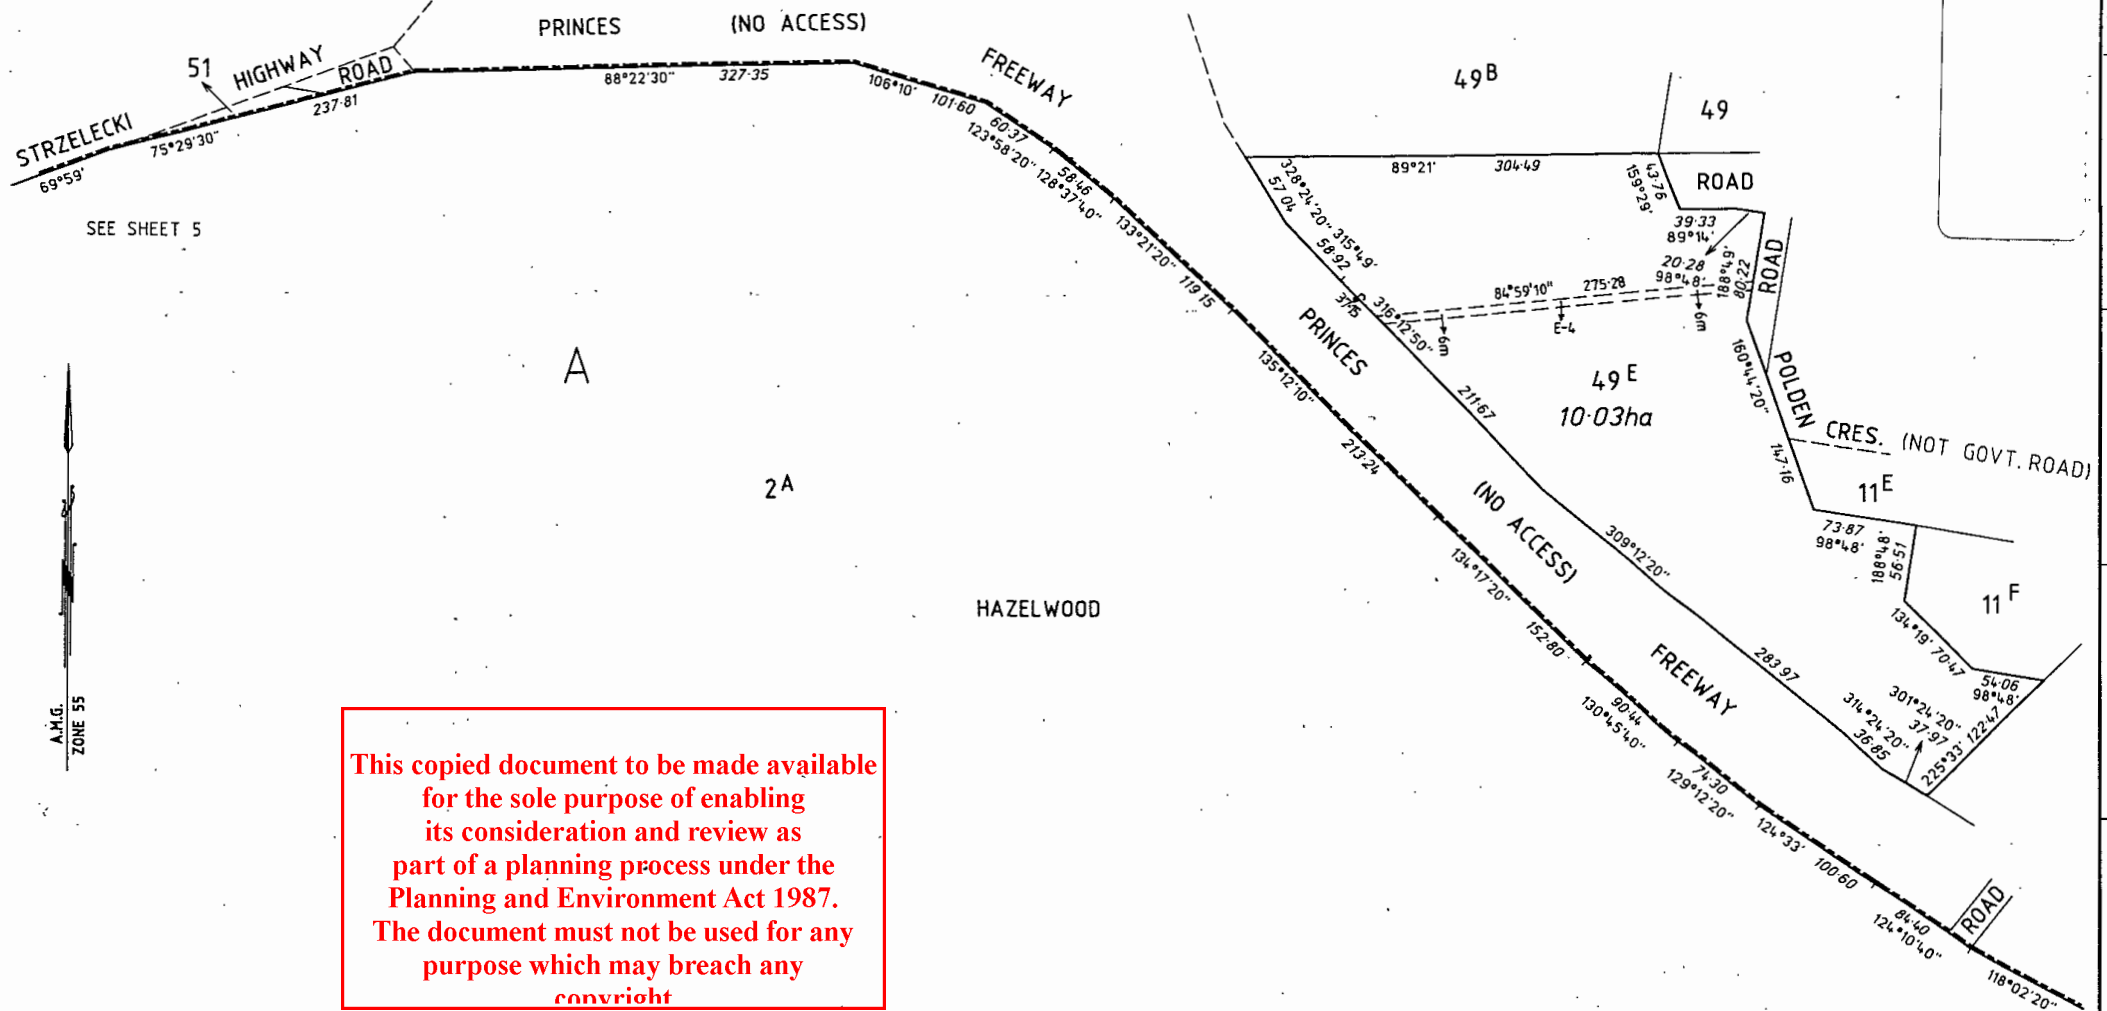 PRINCES (NO ACCESS)
FREEWAY
51
HIGHWAY
ROAD
STRZELECKI
237·81
75°29'30"
69°59'
88°22'30" 327·35
106°10' 101·60
60·37
123°58'20"
58·46
128°37'40"
133°21'20" 119·15
135°12'10" 213·24
134°17'20" 152·80
90·44
130°45'40"
74·30
129°12'20"
124°33' 100·60
84·40
124°10'40"
118°02'20"
ROAD
SEE SHEET 5
A
2A
HAZELWOOD
A.M.G.
ZONE 55
49B
49
89°21' 304·49
328°24'20"
57·04
315°49'
58·92
37·15
316°12'50"
211·67
43·76
159°29'
ROAD
39·33
89°14'
20·28
98°48'
188°49'
80·22
ROAD
84°59'10" 275·28
6m
E-4
6m
49E
10·03ha
160°44'20" 147·16
POLDEN CRES. (NOT GOVT. ROAD)
11E
73·87
98°48'
188°48'
56·51
11F
134°19' 70·47
54·06
98°48'
225°33' 122·47
301°24'20"
37·97
314°24'20"
36·85
309°12'20" 283·97
PRINCES
(NO ACCESS)
FREEWAY
This copied document to be made available
for the sole purpose of enabling
its consideration and review as
part of a planning process under the
Planning and Environment Act 1987.
The document must not be used for any
purpose which may breach any
copyright